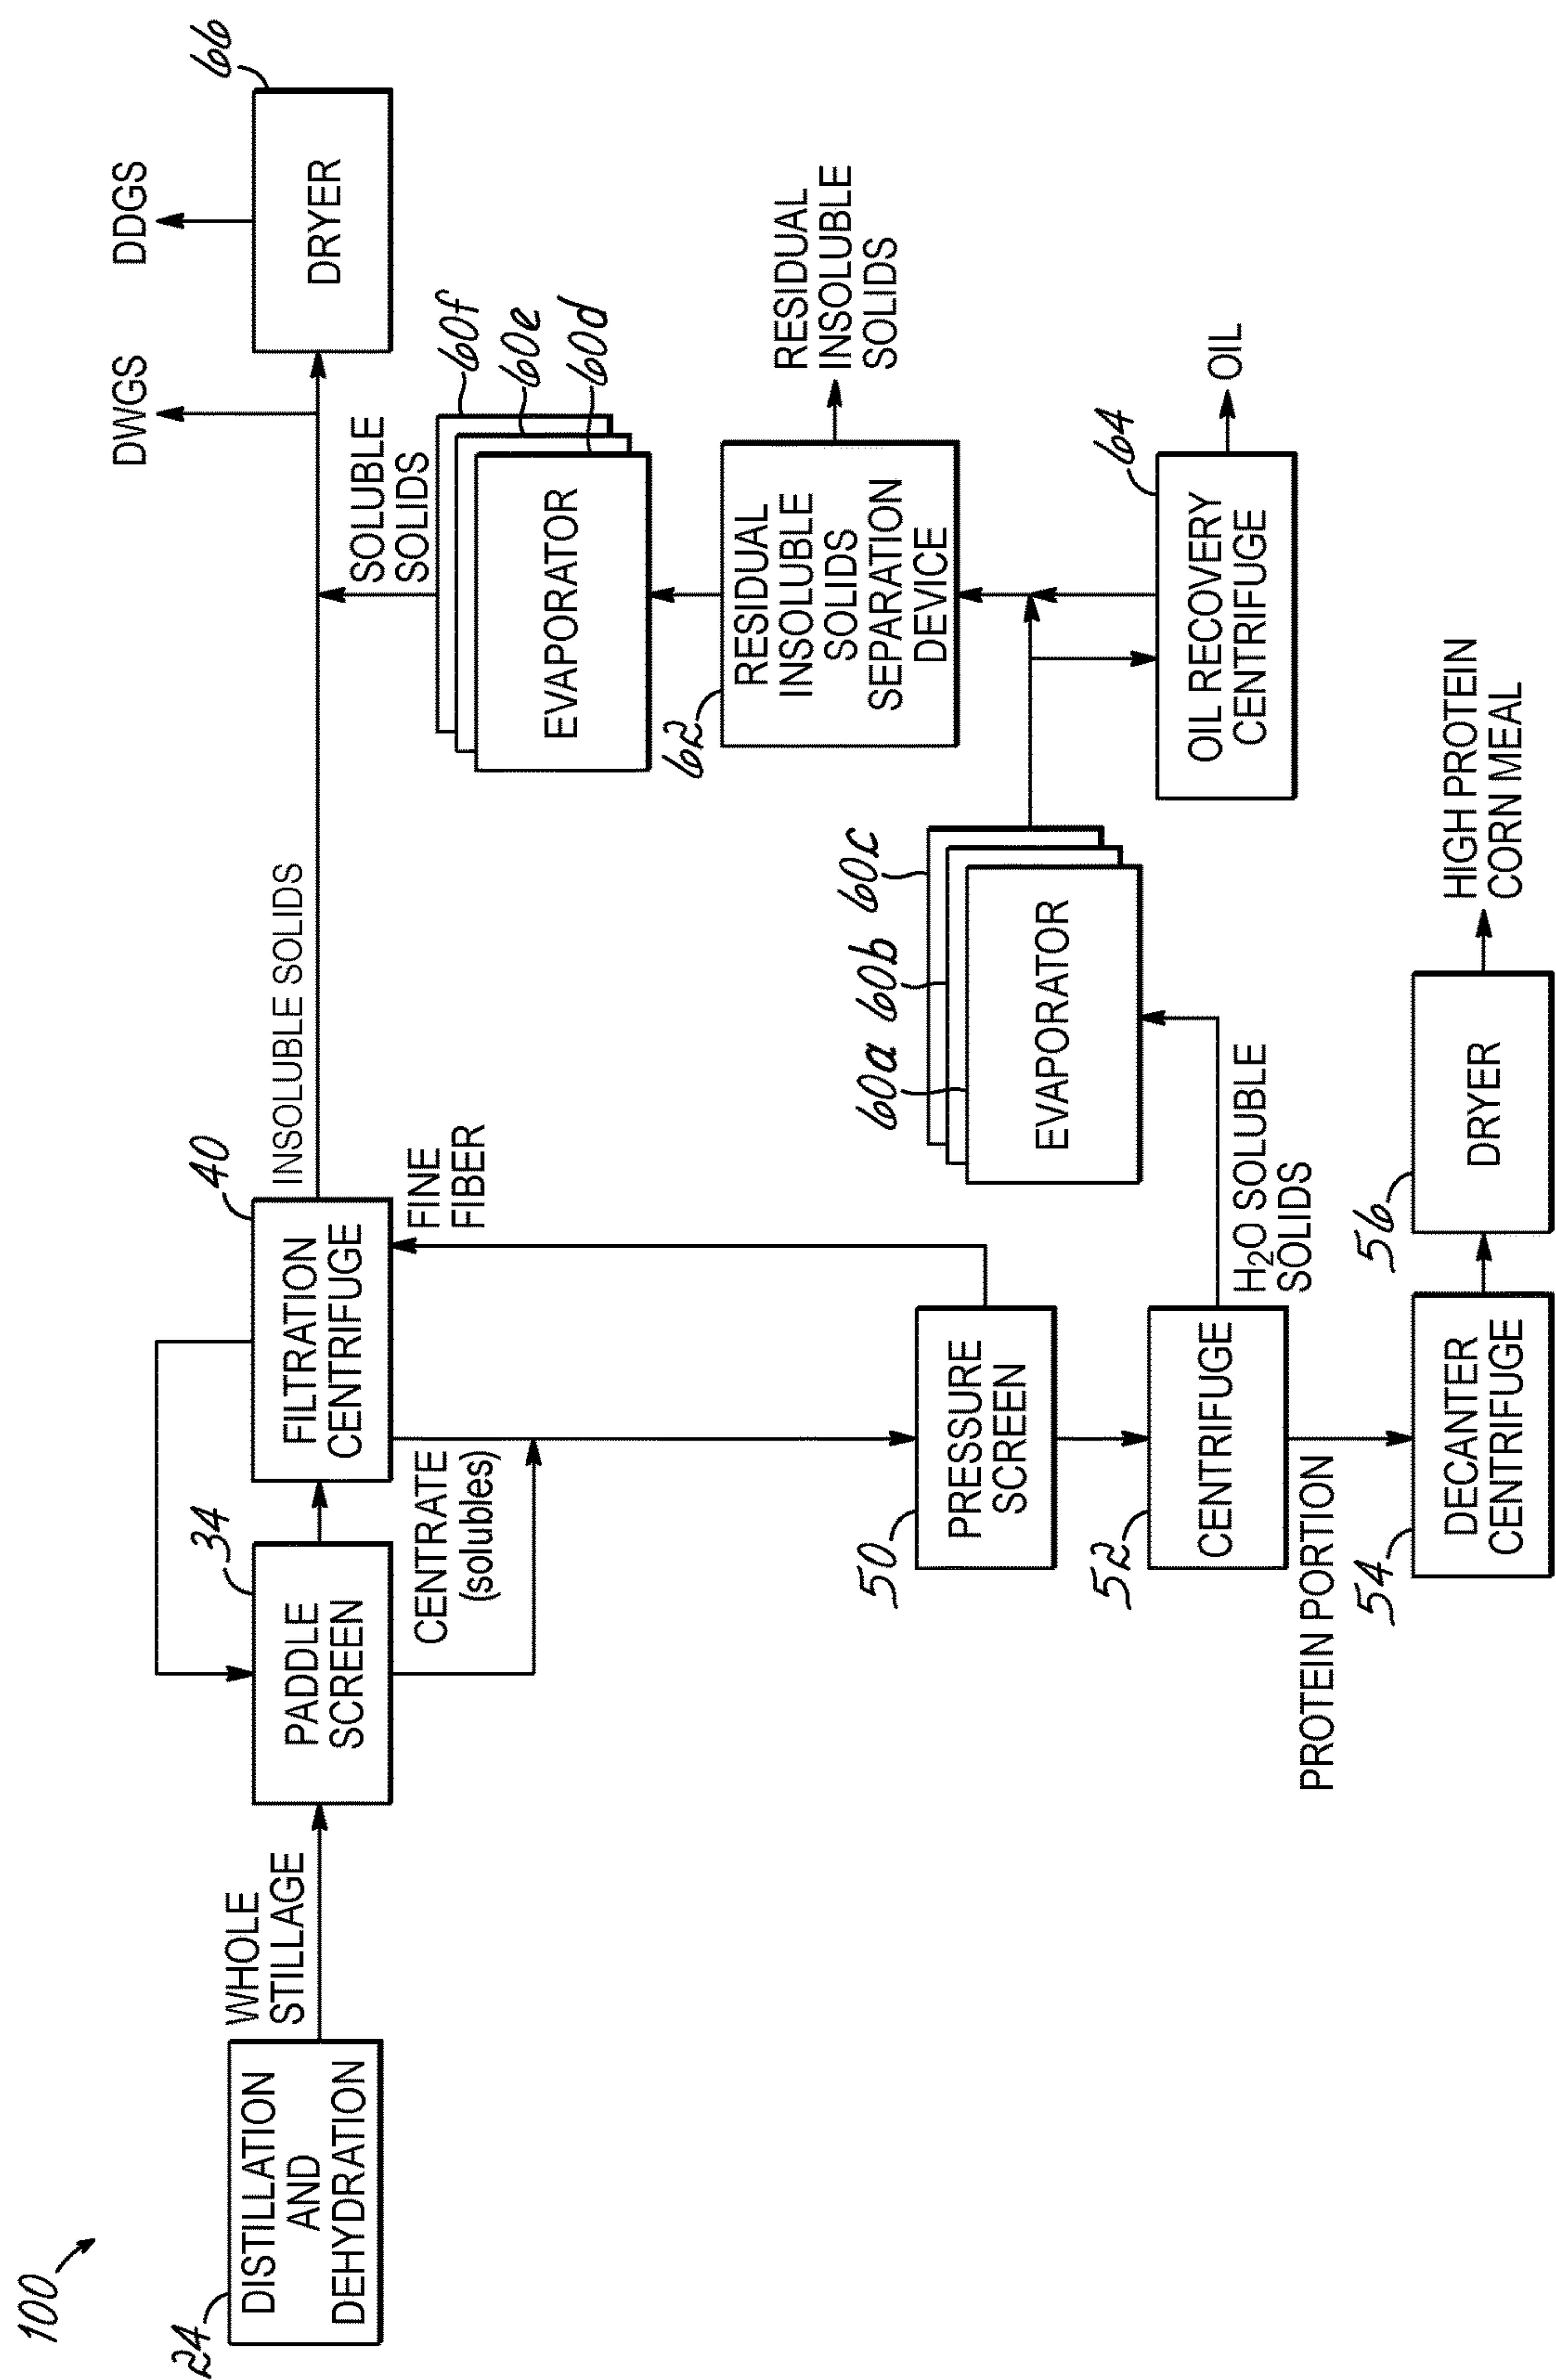 100
24
DISTILLATION
AND
DEHYDRATION
WHOLE
STILLAGE
34
PADDLE
SCREEN
40
FILTRATION
CENTRIFUGE
CENTRATE
(solubles)
FINE
FIBER
INSOLUBLE SOLIDS
DWGS
DDGS
66
DRYER
SOLUBLE
SOLIDS
60f
60e
60d
EVAPORATOR
62
RESIDUAL
INSOLUBLE
SOLIDS
SEPARATION
DEVICE
RESIDUAL
INSOLUBLE
SOLIDS
60a
60b
60c
EVAPORATOR
64
OIL RECOVERY
CENTRIFUGE
OIL
50
PRESSURE
SCREEN
52
CENTRIFUGE
H2O SOLUBLE
SOLIDS
PROTEIN PORTION
54
DECANTER
CENTRIFUGE
56
DRYER
HIGH PROTEIN
CORN MEAL